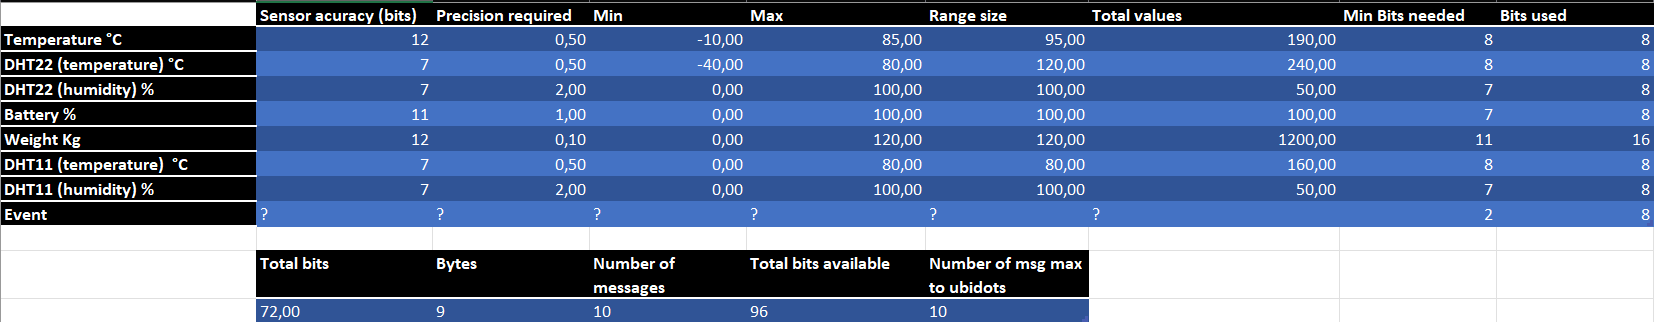 Sensor acuracy (bits) Precision required Min Max Range size Total values Min Bits needed Bits used
Temperature °C 12 0,50 -10,00 85,00 95,00 190,00 8 8
DHT22 (temperature) °C 7 0,50 -40,00 80,00 120,00 240,00 8 8
DHT22 (humidity) % 7 2,00 0,00 100,00 100,00 50,00 7 8
Battery % 11 1,00 0,00 100,00 100,00 100,00 7 8
Weight Kg 12 0,10 0,00 120,00 120,00 1200,00 11 16
DHT11 (temperature) °C 7 0,50 0,00 80,00 80,00 160,00 8 8
DHT11 (humidity) % 7 2,00 0,00 100,00 100,00 50,00 7 8
Event ? ? ? ? ? ? 2 8
Total bits Bytes Number of messages Total bits available Number of msg max to ubidots
72,00 9 10 96 10